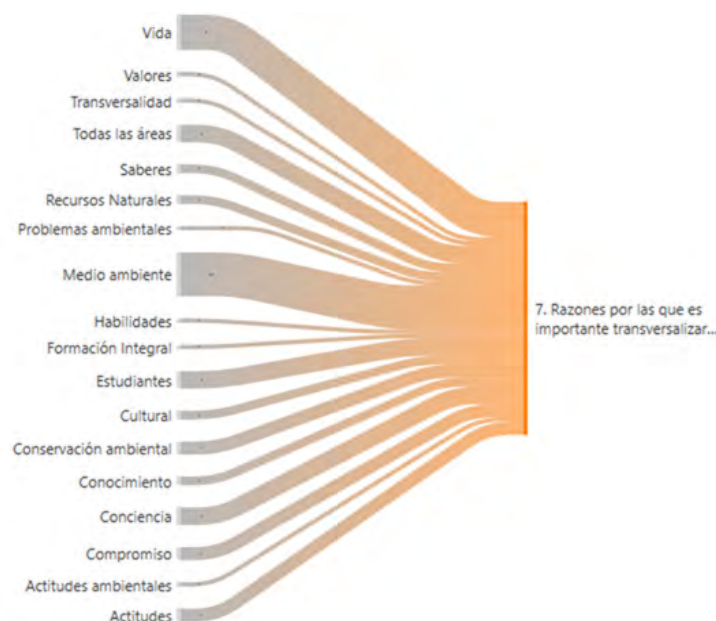 Vida
Valores
Transversalidad
Todas las áreas
Saberes
Recursos Naturales
Problemas ambientales
Medio ambiente
Habilidades
Formación Integral
Estudiantes
Cultural
Conservación ambiental
Conocimiento
Conciencia
Compromiso
Actitudes ambientales
Actitudes
7. Razones por las que es
importante transversalizar...